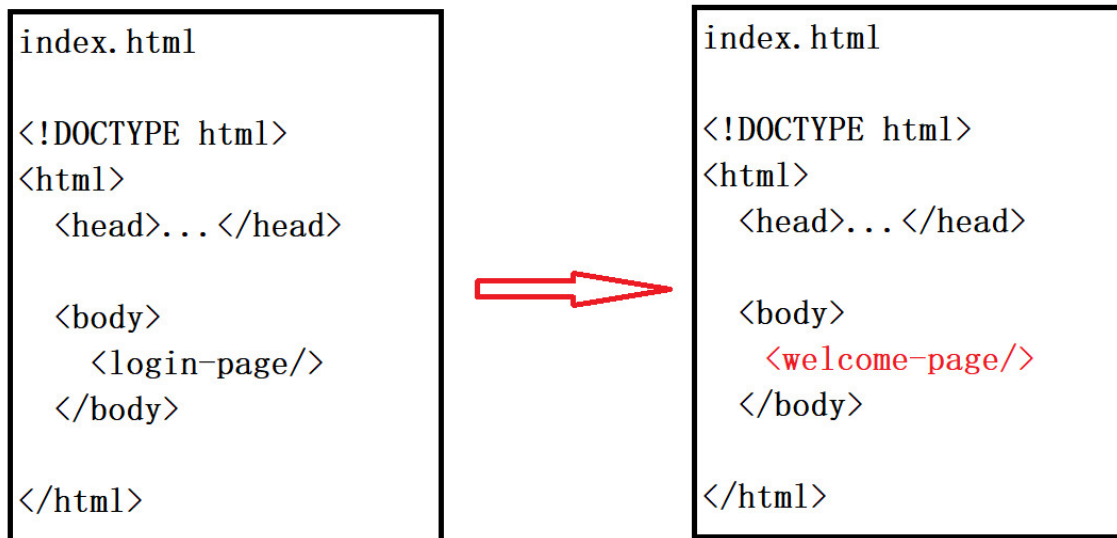 index.html
<!DOCTYPE html>
<html>
<head>...</head>
<body>
<login-page/>
</body>
</html>
index.html
<!DOCTYPE html>
<html>
<head>...</head>
<body>
<welcome-page/>
</body>
</html>